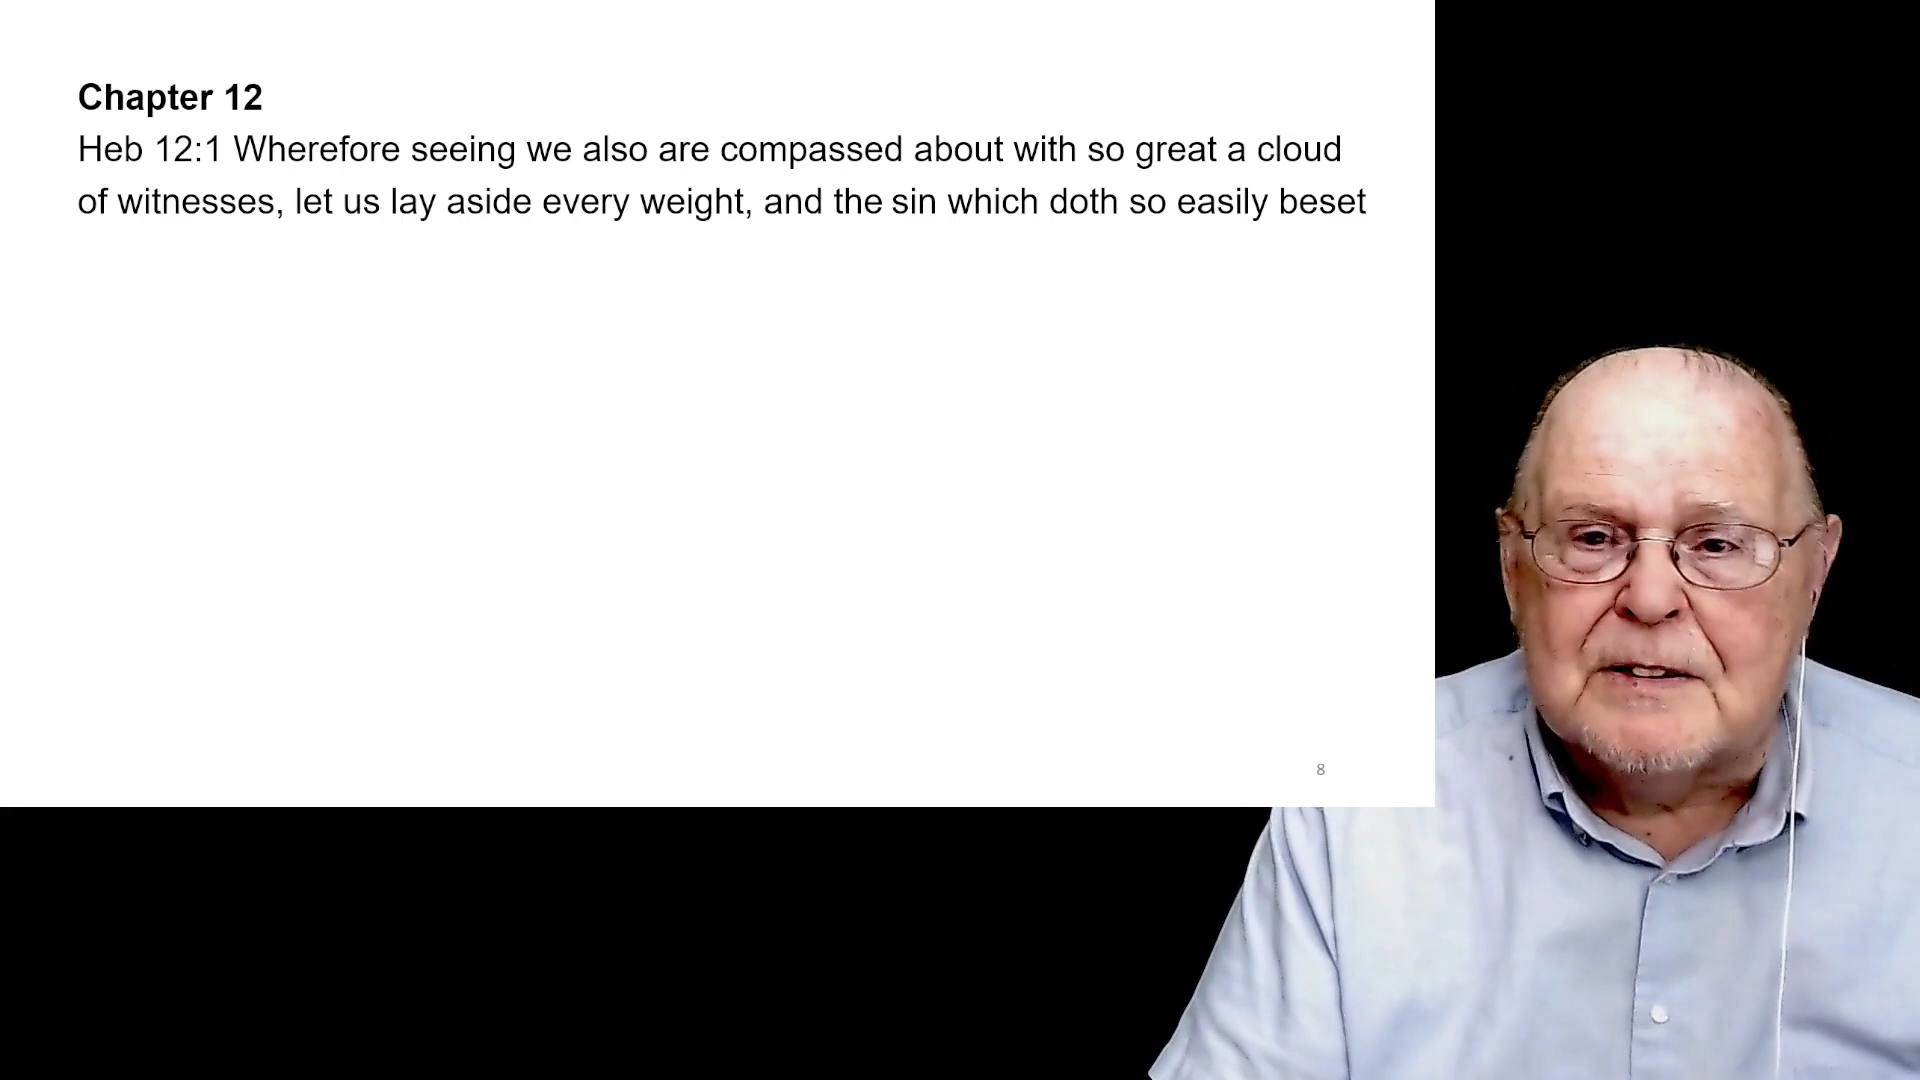 Chapter 12
Heb 12:1 Wherefore seeing we also are compassed about with so great a cloud
of witnesses, let us lay aside every weight, and the sin which doth so easily beset
8